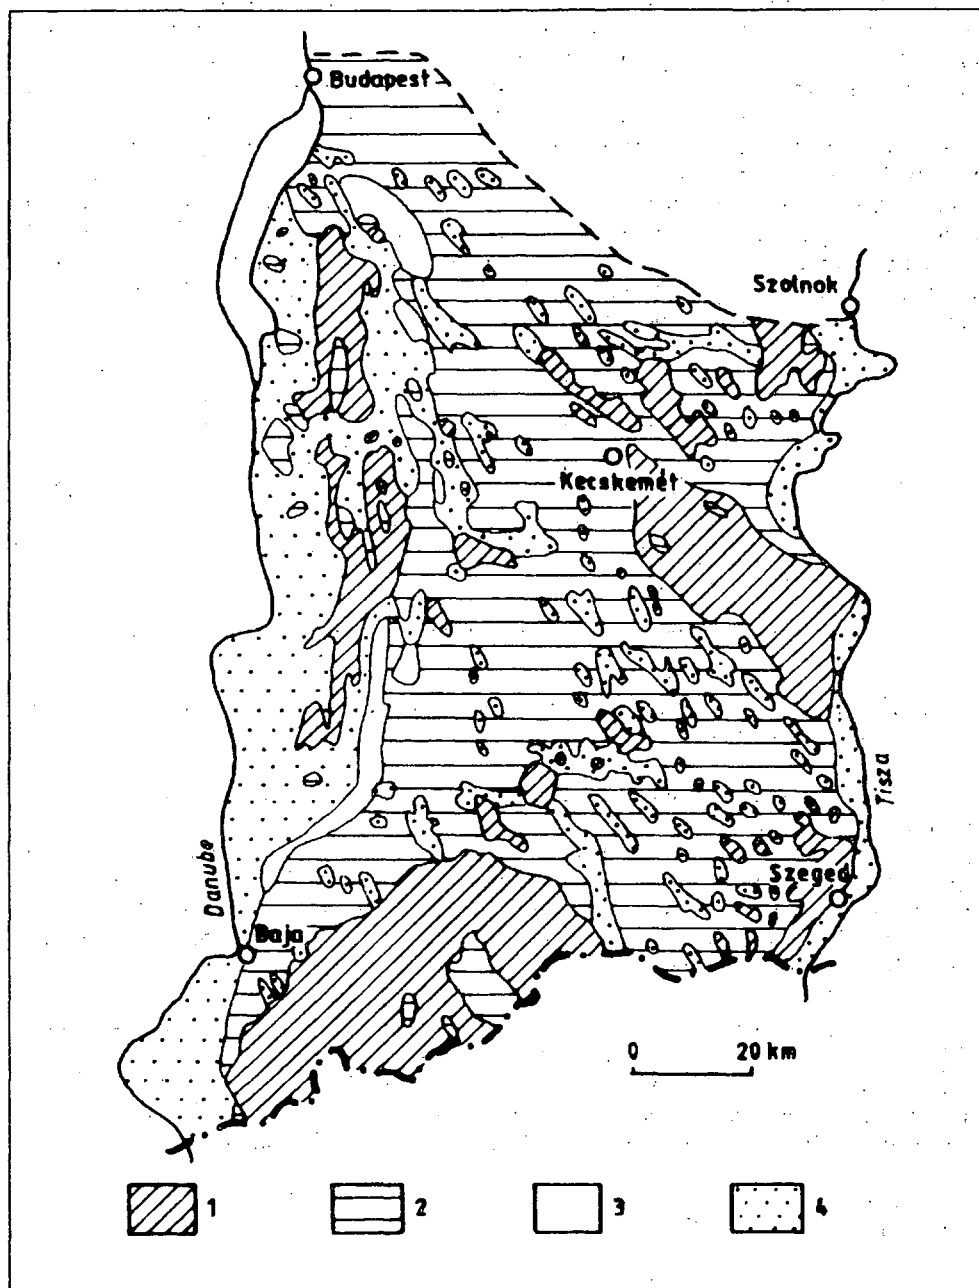 Budapest
Szolnok
Kecskemét
Tisza
Szeged
Danube
Baja
0 20 km
1 2 3 4